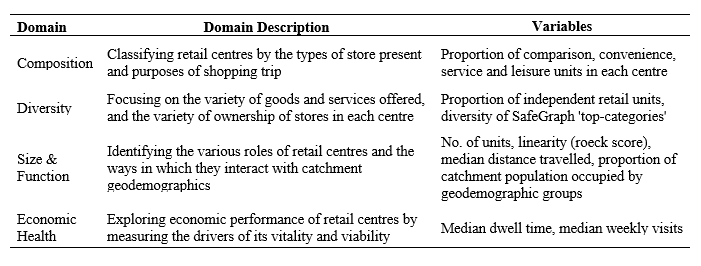 Domain Domain Description Variables
Composition
Classifying retail centres by the types of store present
and purposes of shopping trip
Proportion of comparison, convenience,
service and leisure units in each centre
Diversity
Focusing on the variety of goods and services offered,
and the variety of ownership of stores in each centre
Proportion of independent retail units,
diversity of SafeGraph 'top-categories'
Size &
Function
Identifying the various roles of retail centres and the
ways in which they interact with catchment
geodemographics
No. of units, linearity (roeck score),
median distance travelled, proportion of
catchment population occupied by
geodemographic groups
Economic
Health
Exploring economic performance of retail centres by
measuring the drivers of its vitality and viability
Median dwell time, median weekly visits